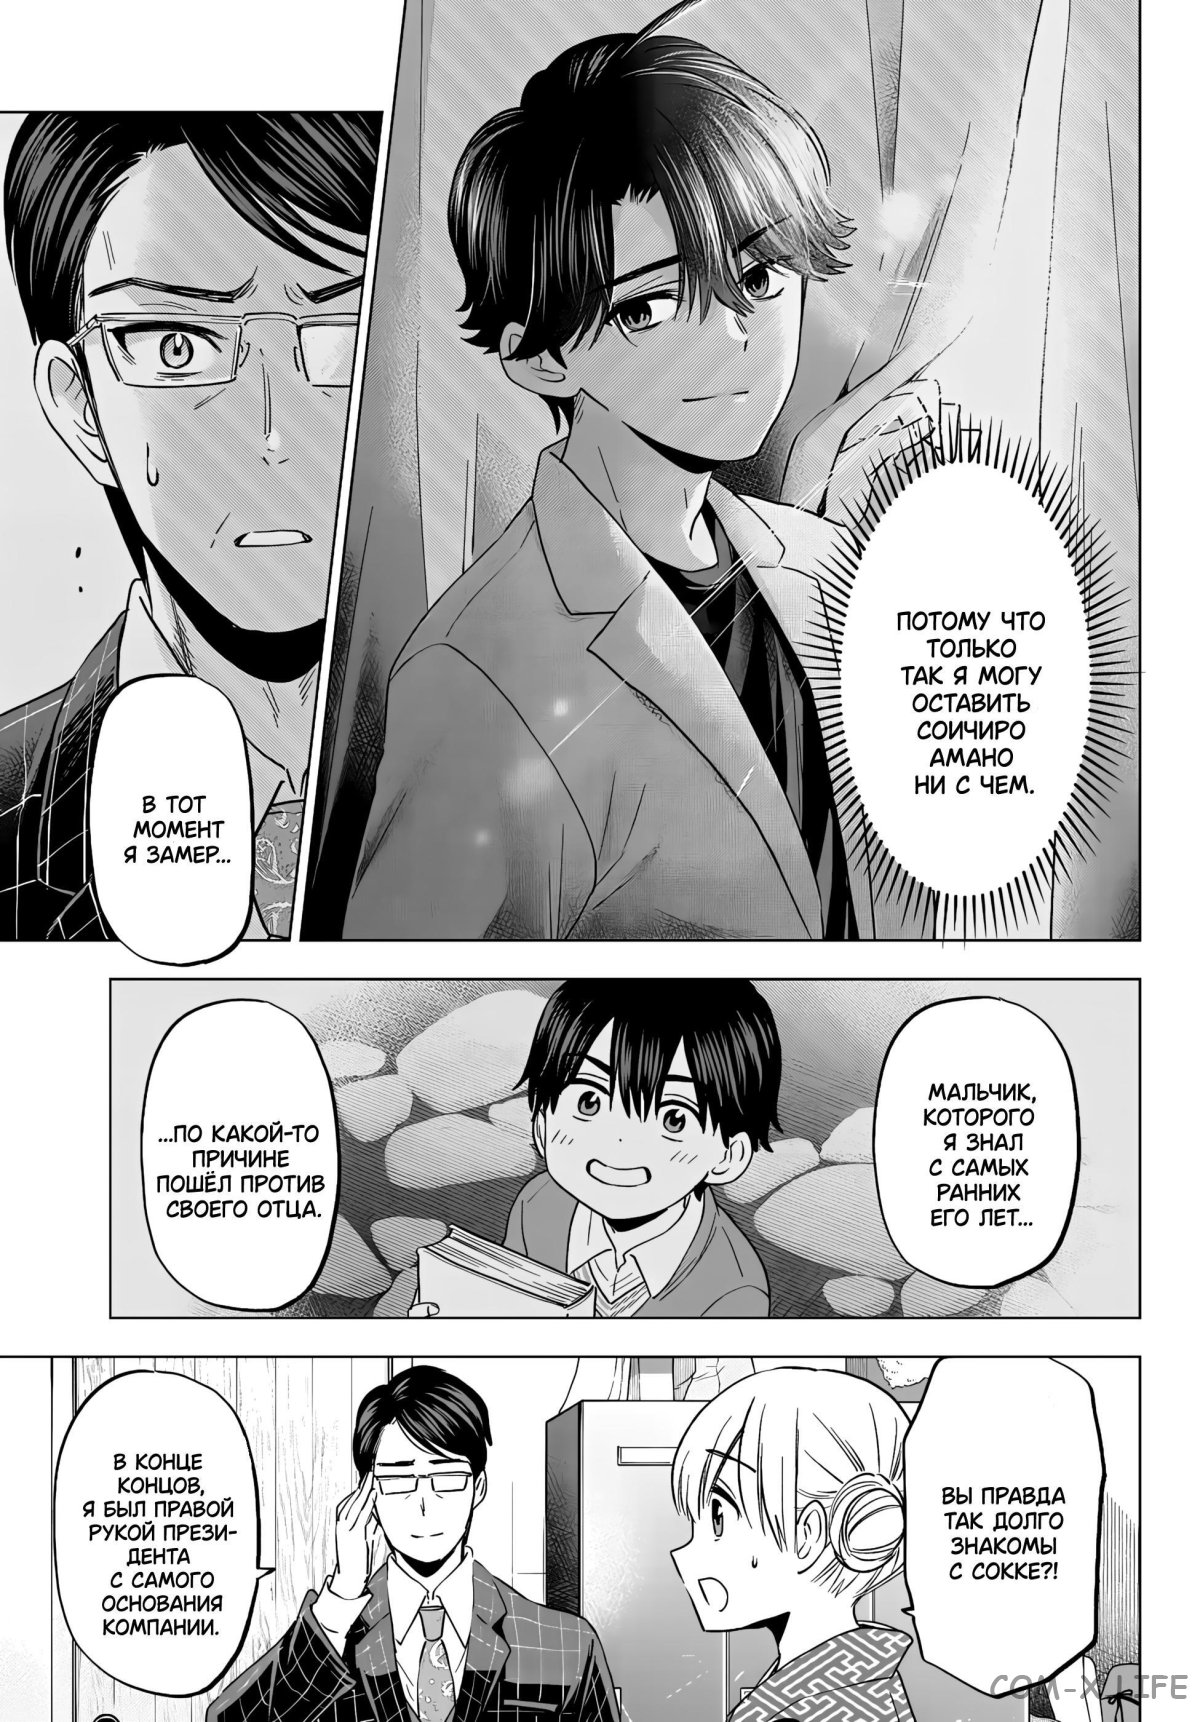 ПОТОМУ ЧТО
ТОЛЬКО
ТАК Я МОГУ
ОСТАВИТЬ
СОИЧИРО
АМАНО
НИ С ЧЕМ.
В ТОТ
МОМЕНТ
Я ЗАМЕР...
МАЛЬЧИК,
КОТОРОГО
Я ЗНАЛ
С САМЫХ
РАННИХ
ЕГО ЛЕТ...
...ПО КАКОЙ-ТО
ПРИЧИНЕ
ПОШЁЛ ПРОТИВ
СВОЕГО ОТЦА.
ВЫ ПРАВДА
ТАК ДОЛГО
ЗНАКОМЫ
С СОККЕ?!
В КОНЦЕ
КОНЦОВ,
Я БЫЛ ПРАВОЙ
РУКОЙ ПРЕЗИ-
ДЕНТА
С САМОГО
ОСНОВАНИЯ
КОМПАНИИ.
COM-X.LIFE